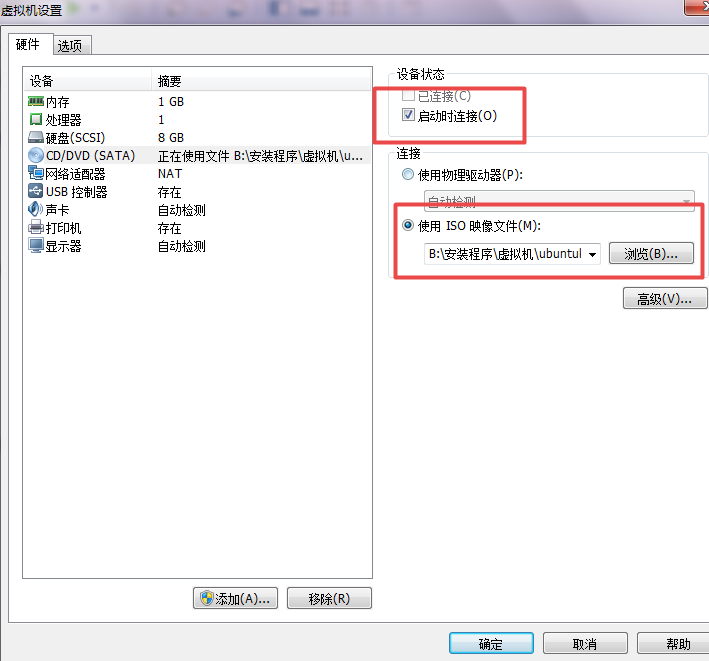 虚拟机设置
硬件 选项
设备 摘要
内存 1 GB
处理器 1
硬盘(SCSI) 8 GB
CD/DVD (SATA) 正在使用文件 B:\安装程序\虚拟机\u...
网络适配器 NAT
USB 控制器 存在
声卡 自动检测
打印机 存在
显示器 自动检测
添加(A)... 移除(R)
设备状态
已连接(C)
启动时连接(O)
连接
使用物理驱动器(P):
自动检测
使用 ISO 映像文件(M):
B:\安装程序\虚拟机\ubuntul 浏览(B)...
高级(V)...
确定 取消 帮助